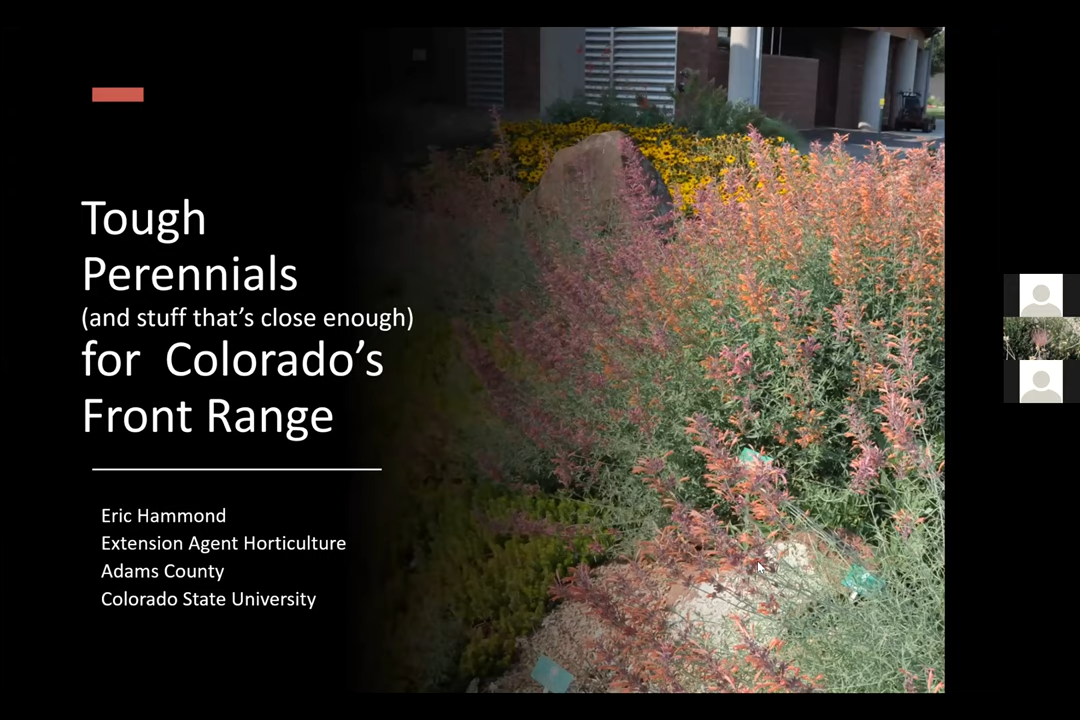 Tough
Perennials
(and stuff that's close enough)
for  Colorado's
Front Range
Eric Hammond
Extension Agent Horticulture
Adams County
Colorado State University